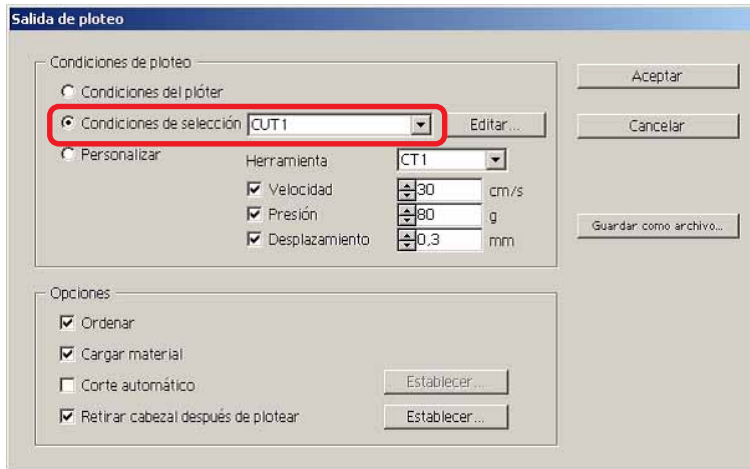 Salida de ploteo
Condiciones de ploteo
Condiciones del plóter
Condiciones de selección CUT1 Editar...
Personalizar
Herramienta CT1
Velocidad 30 cm/s
Presión 80 g
Desplazamiento 0,3 mm
Aceptar
Cancelar
Guardar como archivo...
Opciones
Ordenar
Cargar material
Corte automático Establecer...
Retirar cabezal después de plotear Establecer...